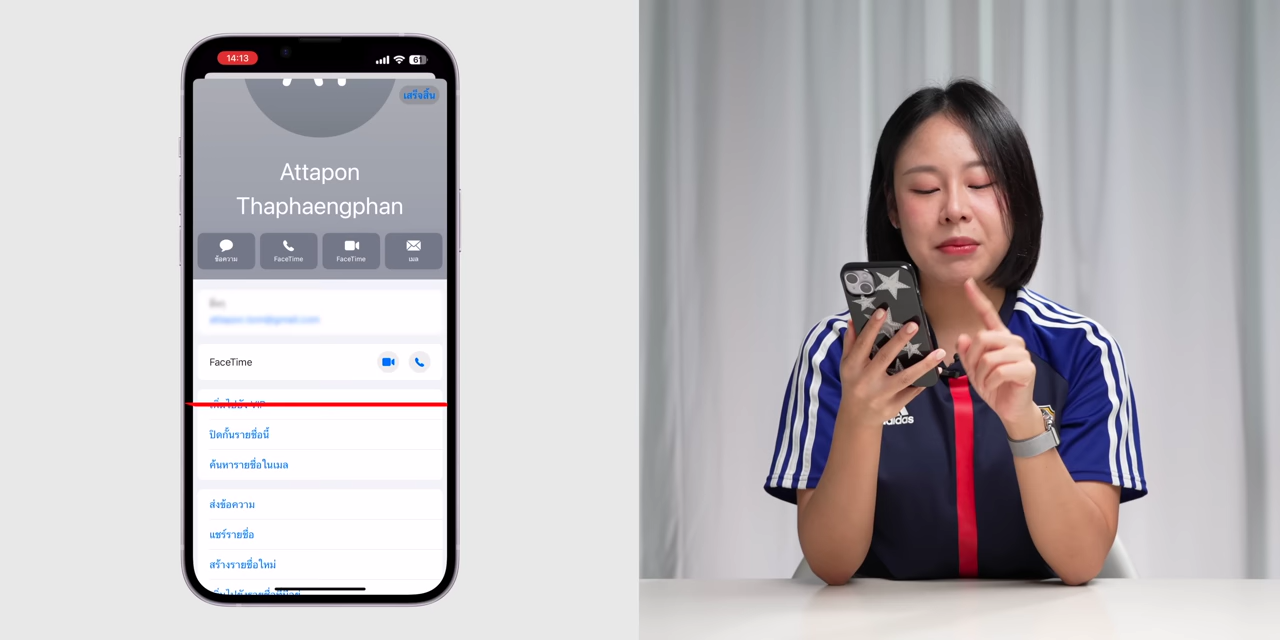 14:13
61
เสร็จสิ้น
Attapon
Thaphaengphan
ข้อความ
FaceTime
FaceTime
เมล
FaceTime
ปิดกั้นรายชื่อนี้
ค้นหารายชื่อในเมล
ส่งข้อความ
แชร์รายชื่อ
สร้างรายชื่อใหม่
adidas